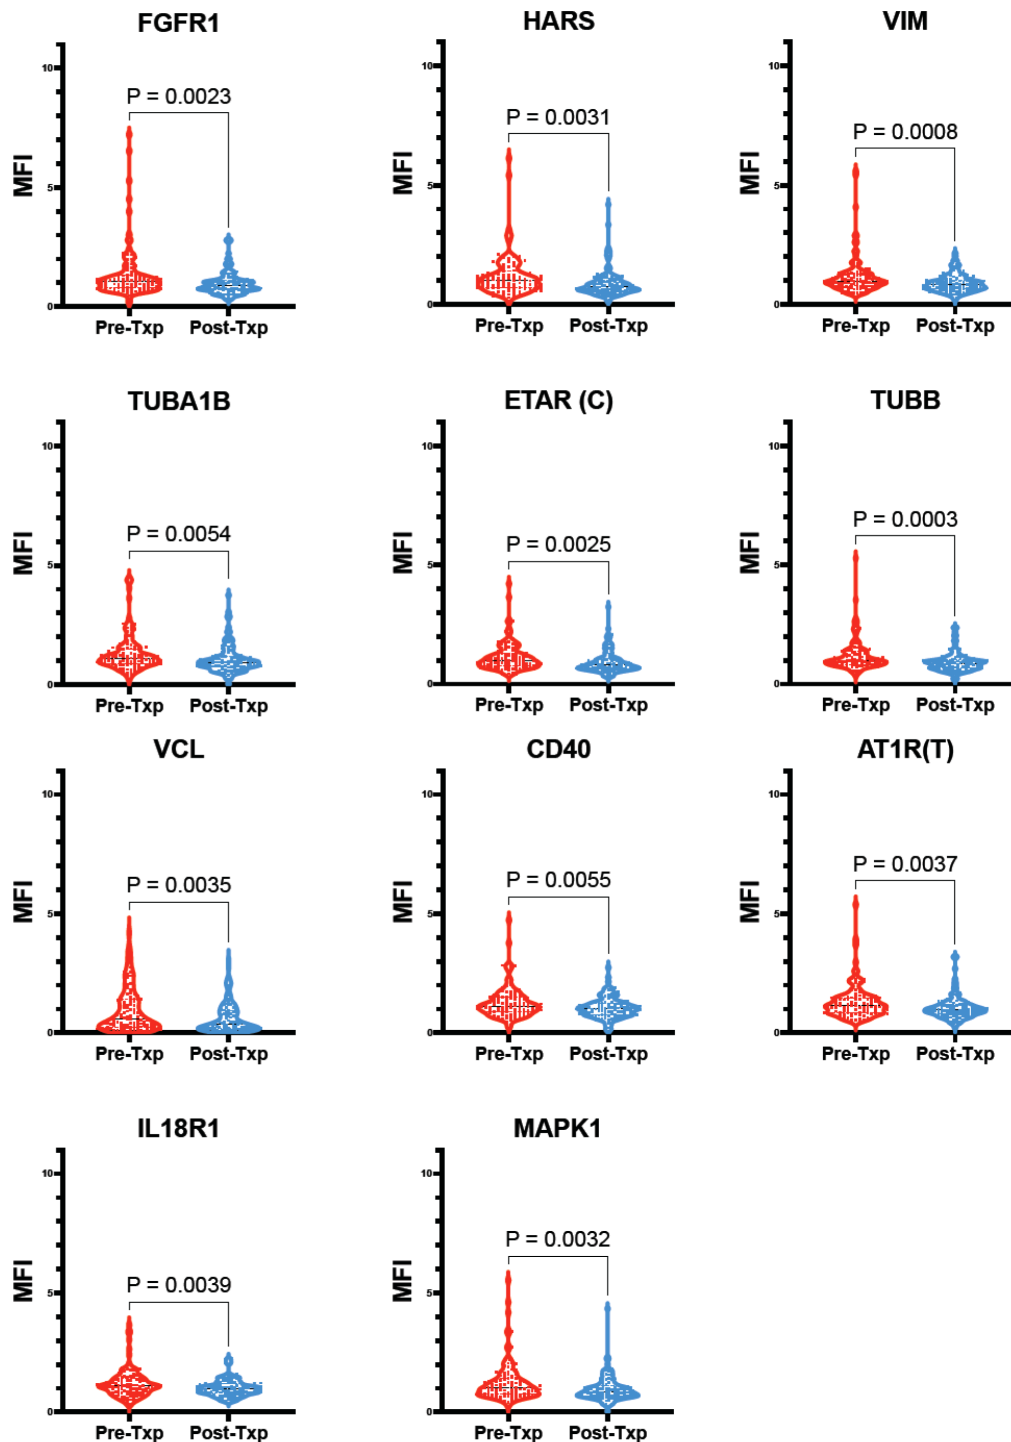 FGFR1
HARS
VIM
10
5
0
MFI
P = 0.0023
Pre-Txp Post-Txp
10
5
0
MFI
P = 0.0031
Pre-Txp Post-Txp
10
5
0
MFI
P = 0.0008
Pre-Txp Post-Txp
TUBA1B
ETAR (C)
TUBB
10
5
0
MFI
P = 0.0054
Pre-Txp Post-Txp
10
5
0
MFI
P = 0.0025
Pre-Txp Post-Txp
10
5
0
MFI
P = 0.0003
Pre-Txp Post-Txp
VCL
CD40
AT1R(T)
10
5
0
MFI
P = 0.0035
Pre-Txp Post-Txp
10
5
0
MFI
P = 0.0055
Pre-Txp Post-Txp
10
5
0
MFI
P = 0.0037
Pre-Txp Post-Txp
IL18R1
MAPK1
10
5
0
MFI
P = 0.0039
Pre-Txp Post-Txp
10
5
0
MFI
P = 0.0032
Pre-Txp Post-Txp